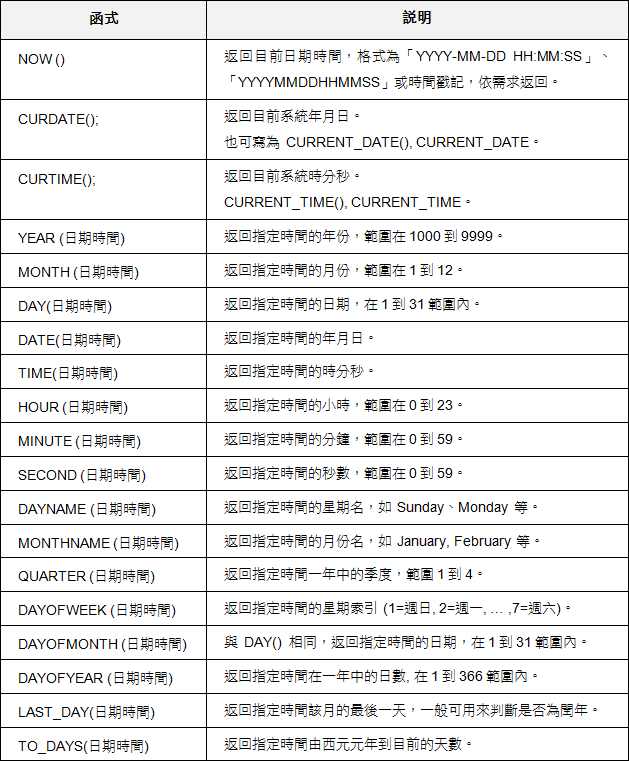 函式 說明
NOW () 返回目前日期時間，格式為「YYYY-MM-DD HH:MM:SS」、
「YYYYMMDDHHMMSS」或時間戳記，依需求返回。
CURDATE(); 返回目前系統年月日。
也可寫為 CURRENT_DATE(), CURRENT_DATE。
CURTIME(); 返回目前系統時分秒。
CURRENT_TIME(), CURRENT_TIME。
YEAR (日期時間) 返回指定時間的年份，範圍在 1000 到 9999。
MONTH (日期時間) 返回指定時間的月份，範圍在 1 到 12。
DAY(日期時間) 返回指定時間的日期，在 1 到 31 範圍內。
DATE(日期時間) 返回指定時間的年月日。
TIME(日期時間) 返回指定時間的時分秒。
HOUR (日期時間) 返回指定時間的小時，範圍在 0 到 23。
MINUTE (日期時間) 返回指定時間的分鐘，範圍在 0 到 59。
SECOND (日期時間) 返回指定時間的秒數，範圍在 0 到 59。
DAYNAME (日期時間) 返回指定時間的星期名，如 Sunday、Monday 等。
MONTHNAME (日期時間) 返回指定時間的月份名，如 January, February 等。
QUARTER (日期時間) 返回指定時間一年中的季度，範圍 1 到 4。
DAYOFWEEK (日期時間) 返回指定時間的星期索引 (1=週日, 2=週一, … ,7=週六)。
DAYOFMONTH (日期時間) 與 DAY() 相同，返回指定時間的日期，在 1 到 31 範圍內。
DAYOFYEAR (日期時間) 返回指定時間在一年中的日數, 在 1 到 366 範圍內。
LAST_DAY(日期時間) 返回指定時間該月的最後一天，一般可用來判斷是否為閏年。
TO_DAYS(日期時間) 返回指定時間由西元元年到目前的天數。